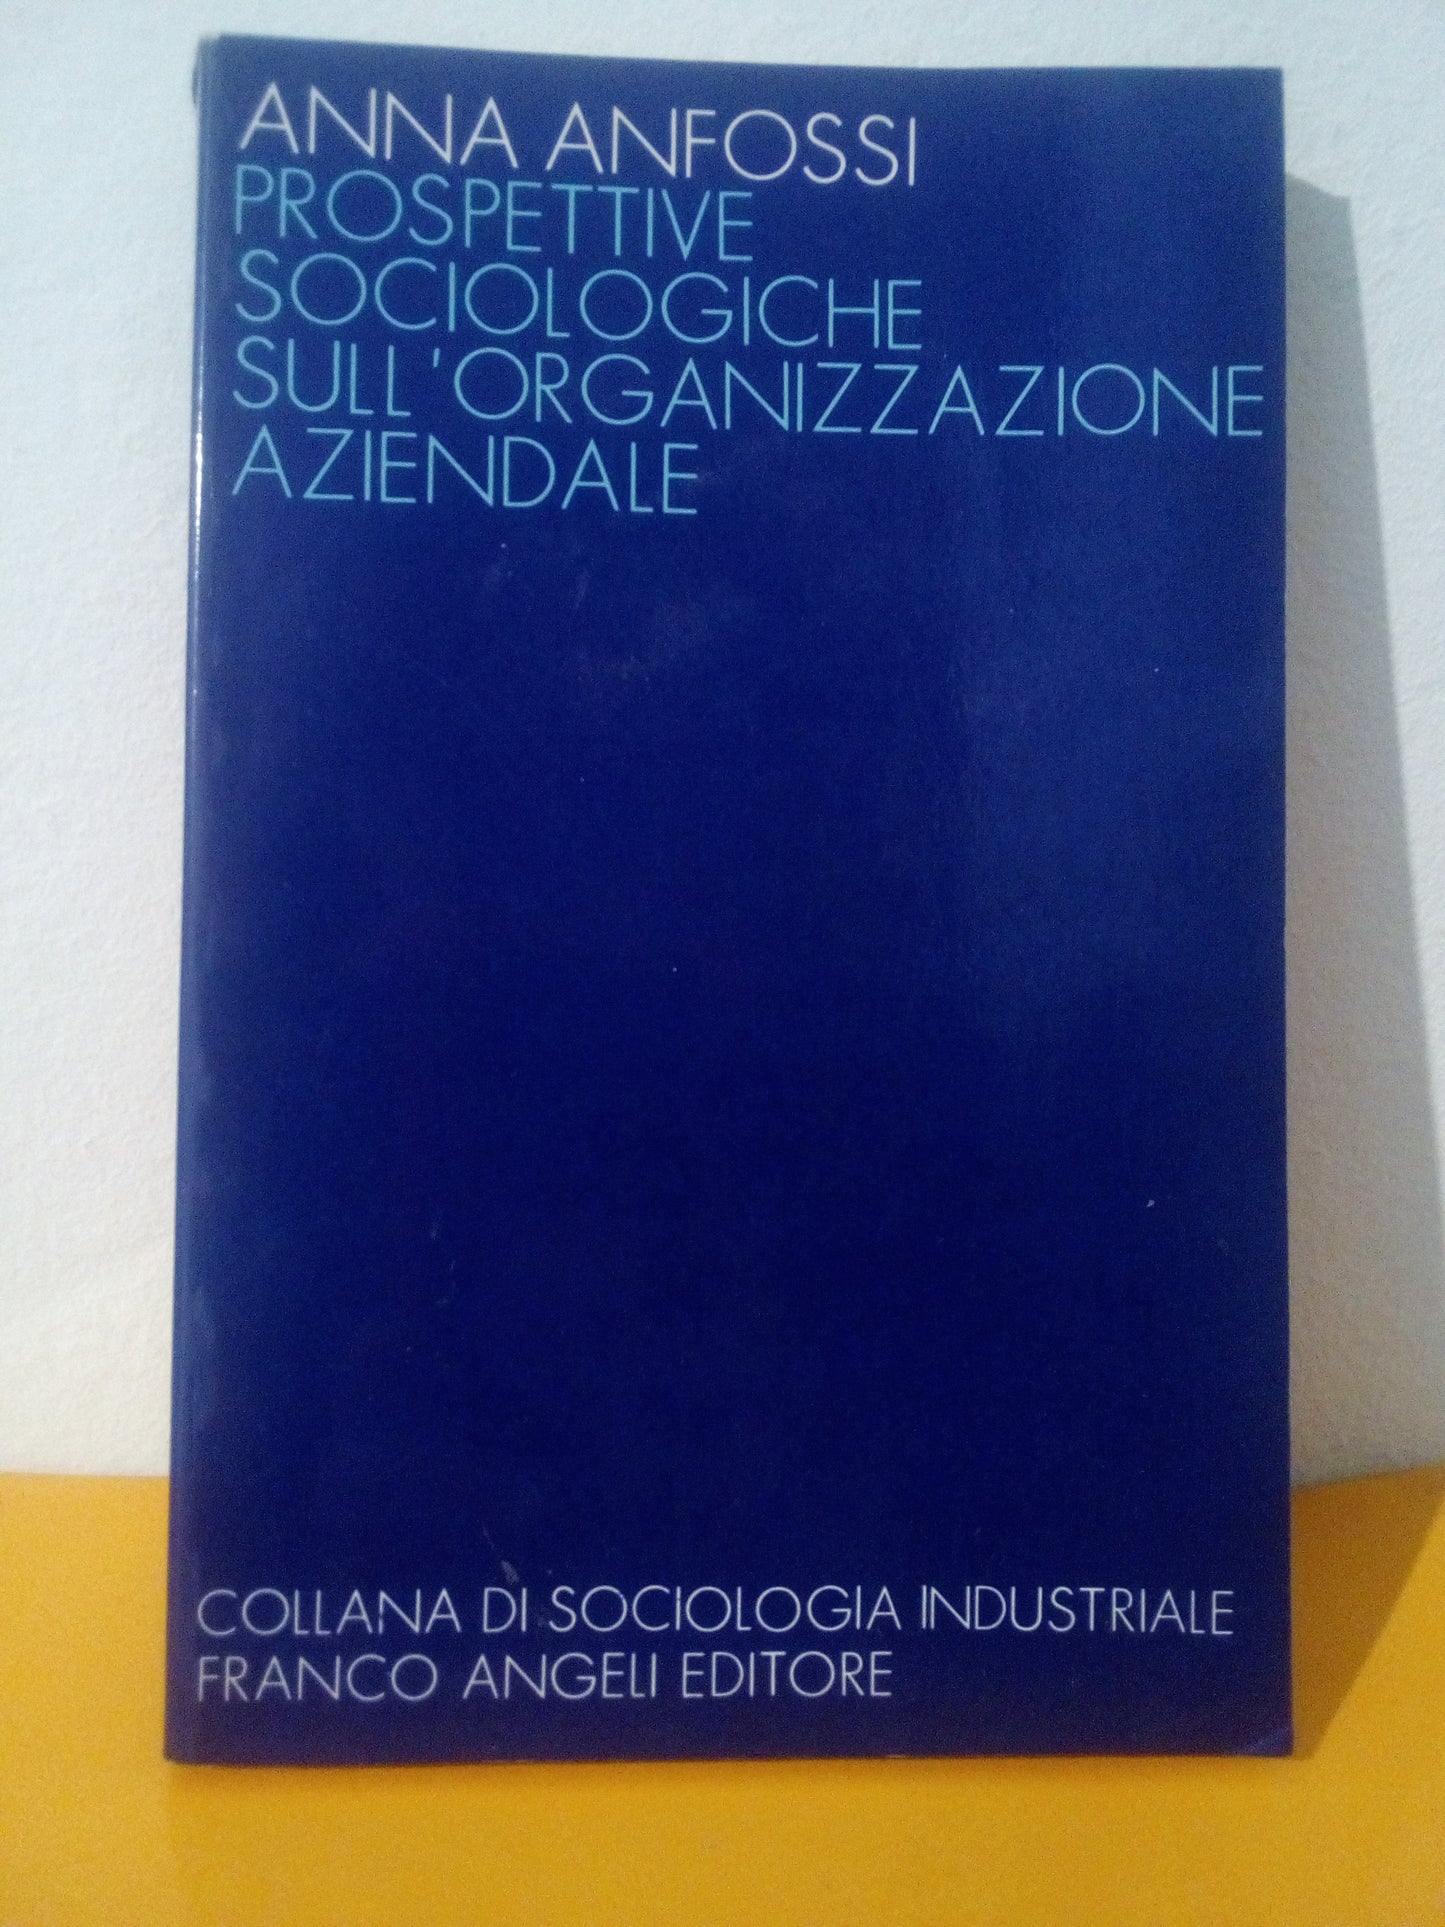 ANNA ANFOSSI
PROSPETTIVE
SOCIOLOGICHE
SULL'ORGANIZZAZIONE
AZIENDALE
COLLANA DI SOCIOLOGIA INDUSTRIALE
FRANCO ANGELI EDITORE